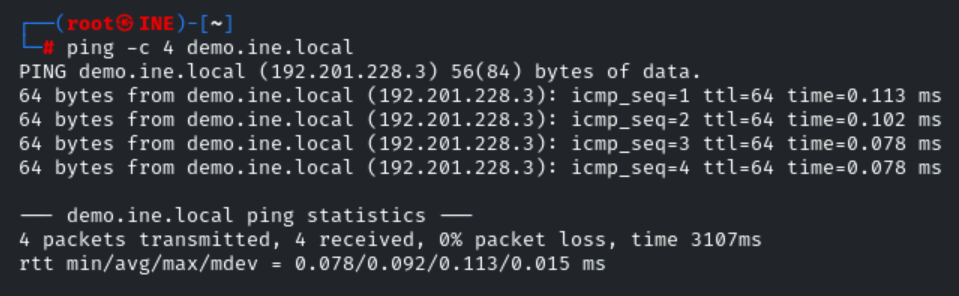 ┌──(root㉿INE)-[~]
└─# ping -c 4 demo.ine.local
PING demo.ine.local (192.201.228.3) 56(84) bytes of data.
64 bytes from demo.ine.local (192.201.228.3): icmp_seq=1 ttl=64 time=0.113 ms
64 bytes from demo.ine.local (192.201.228.3): icmp_seq=2 ttl=64 time=0.102 ms
64 bytes from demo.ine.local (192.201.228.3): icmp_seq=3 ttl=64 time=0.078 ms
64 bytes from demo.ine.local (192.201.228.3): icmp_seq=4 ttl=64 time=0.078 ms
--- demo.ine.local ping statistics ---
4 packets transmitted, 4 received, 0% packet loss, time 3107ms
rtt min/avg/max/mdev = 0.078/0.092/0.113/0.015 ms